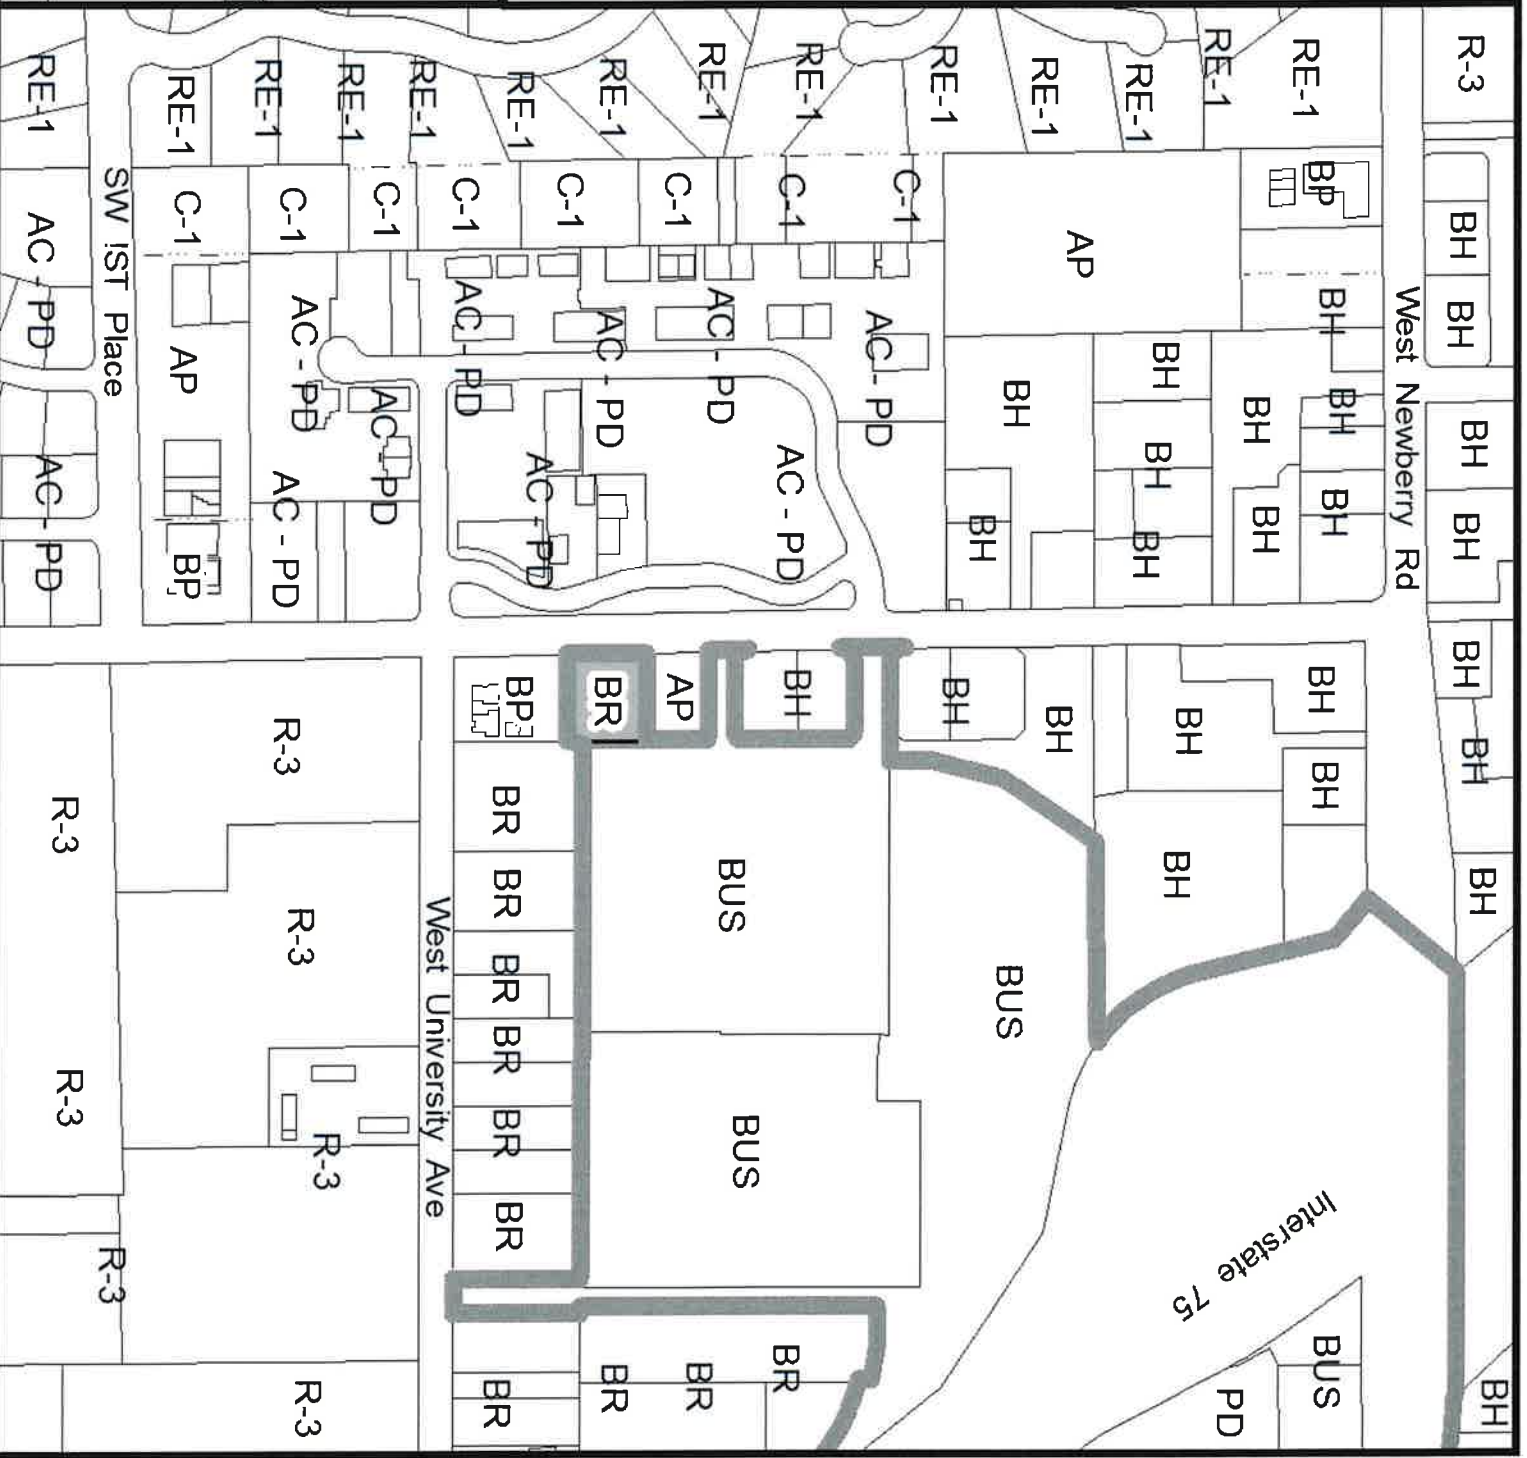 R-3 BH BH BH BH BH BH BH BH
West Newberry Rd
RE-1 BP BH BH BH BH BH BUS
Interstate 75
RE-1 BH BH BH BH PD
RE-1 BH BH BH
AP BH
RE-1 BH BUS
BH BH
RE-1 C-1 AC - PD
RE-1 C-1 AC - PD BH BR
RE-1 C-1 AC - PD AP BUS BUS BR
RE-1 C-1 AC - PD BR BR
RE-1 AC - PD BP BR BR BR BR BR BR BR
RE-1 C-1 AC - PD
West University Ave
RE-1 C-1 AC - PD
RE-1 C-1 AC - PD AC - PD R-3 R-3 R-3 R-3
RE-1 C-1 AP BP
SW IST Place
R-3
RE-1 AC - PD AC - PD R-3 R-3